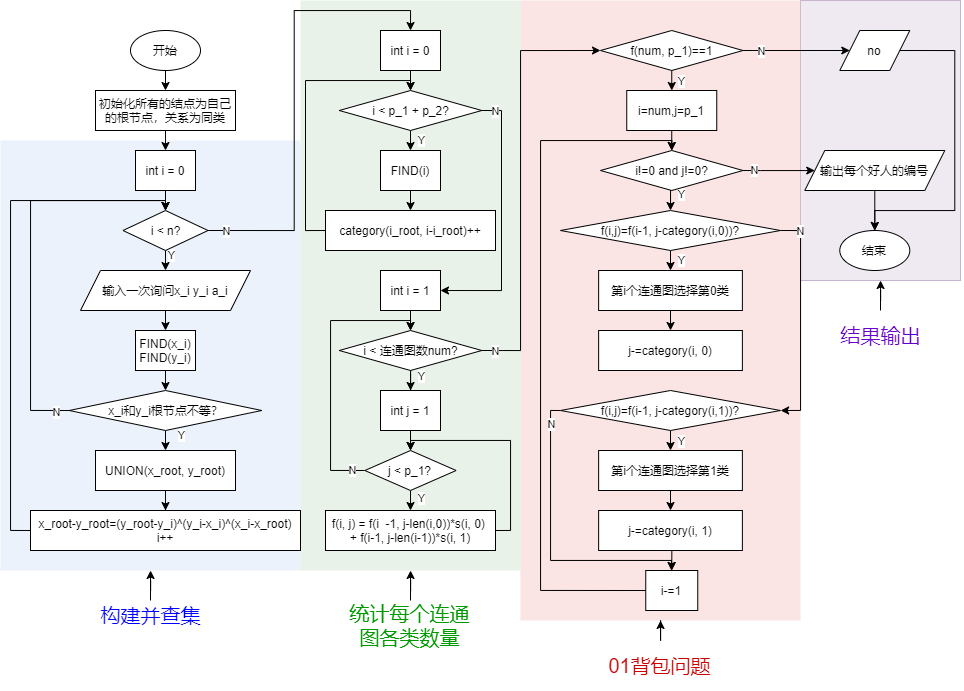 开始
初始化所有的结点为自己
的根节点，关系为同类
int i = 0
i < n?
N
Y
输入一次询问x_i y_i a_i
FIND(x_i)
FIND(y_i)
x_i和y_i根节点不等?
N
Y
UNION(x_root, y_root)
x_root-y_root=(y_root-y_i)^(y_i-x_i)^(x_i-x_root)
i++
构建并查集
int i = 0
i < p_1 + p_2?
N
Y
FIND(i)
category(i_root, i-i_root)++
int i = 1
i < 连通图数num?
N
Y
int j = 1
j < p_1?
N
Y
f(i, j) = f(i -1, j-len(i,0))*s(i, 0)
+ f(i-1, j-len(i-1))*s(i, 1)
统计每个连通
图各类数量
f(num, p_1)==1
N
Y
i=num,j=p_1
i!=0 and j!=0?
N
Y
f(i,j)=f(i-1, j-category(i,0))?
N
Y
第i个连通图选择第0类
j-=category(i, 0)
f(i,j)=f(i-1, j-category(i,1))?
N
Y
第i个连通图选择第1类
j-=category(i, 1)
i-=1
01背包问题
no
输出每个好人的编号
结束
结果输出